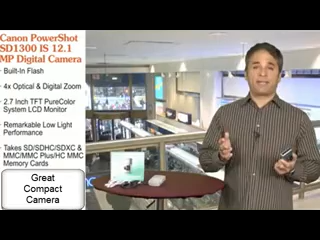 Canon PowerShot
SD1300 IS 12.1
MP Digital Camera
- Built-In Flash
- 4x Optical & Digital Zoom
- 2.7 Inch TFT PureColor
System LCD Monitor
- Remarkable Low Light
Performance
- Takes SD/SDHC/SDXC &
MMC/MMC Plus/HC MMC
Memory Cards
Great
Compact
Camera